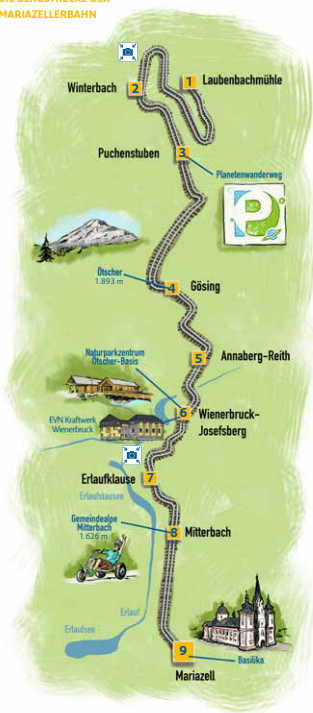 DIE BERGSTRECKE DER
MARIAZELLERBAHN
1
Laubenbachmühle
Winterbach
2
Puchenstuben
3
Planetenwanderweg
P
Ötscher
1.893 m
4
Gösing
5
Annaberg-Reith
Naturparkzentrum
Ötscher-Basis
6
Wienerbruck-
Josefsberg
EVN Kraftwerk
Wienerbruck
Erlaufklause
7
Erlaufstausee
Gemeindealpe
Mitterbach
1.626 m
8
Mitterbach
Erlauf
Erlaufsee
9
Basilika
Mariazell